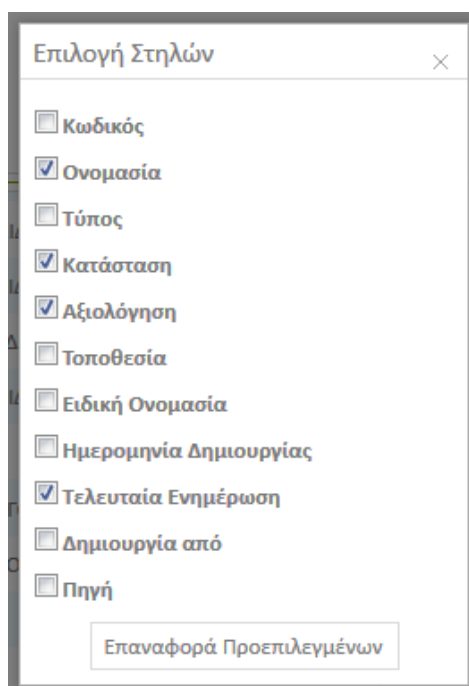 Επιλογή Στηλών
Κωδικός
Ονομασία
Τύπος
Κατάσταση
Αξιολόγηση
Τοποθεσία
Ειδική Ονομασία
Ημερομηνία Δημιουργίας
Τελευταία Ενημέρωση
Δημιουργία από
Πηγή
Επαναφορά Προεπιλεγμένων